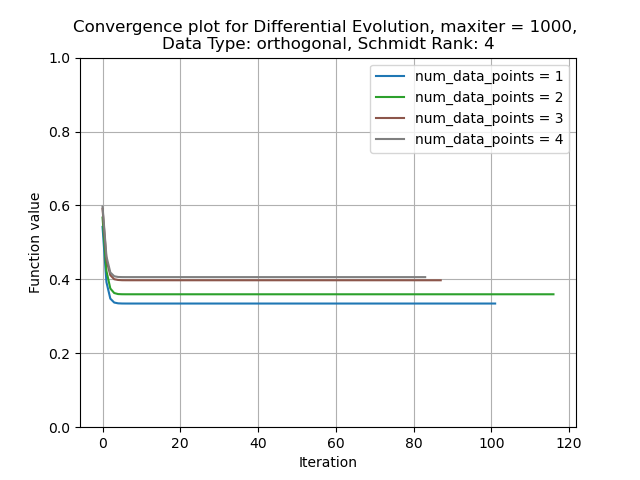 Convergence plot for Differential Evolution, maxiter = 1000,
Data Type: orthogonal, Schmidt Rank: 4
1.0
0.8
0.6
0.4
0.2
0.0
Function value
num_data_points = 1
num_data_points = 2
num_data_points = 3
num_data_points = 4
0 20 40 60 80 100 120
Iteration